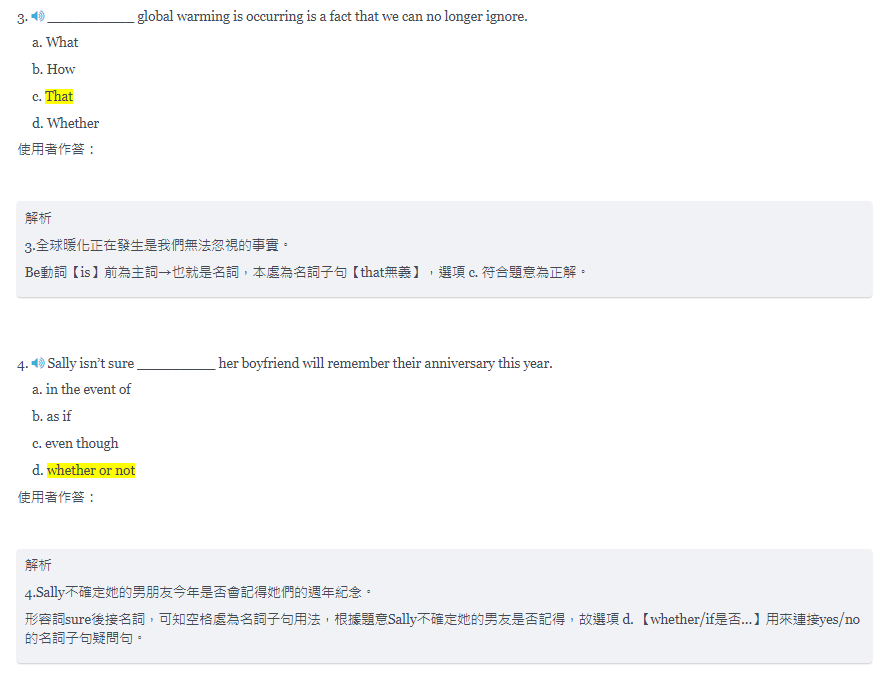 3. ___________ global warming is occurring is a fact that we can no longer ignore.
a. What
b. How
c. That
d. Whether
使用者作答：
解析
3.全球暖化正在發生是我們無法忽視的事實。
Be動詞【is】前為主詞→也就是名詞，本處為名詞子句【that無義】，選項 c. 符合題意為正解。
4. Sally isn't sure __________ her boyfriend will remember their anniversary this year.
a. in the event of
b. as if
c. even though
d. whether or not
使用者作答：
解析
4.Sally不確定她的男朋友今年是否會記得她們的週年紀念。
形容詞sure後接名詞，可知空格處為名詞子句用法，根據題意Sally不確定她的男友是否記得，故選項 d. 【whether/if是否...】用來連接yes/no
的名詞子句疑問句。